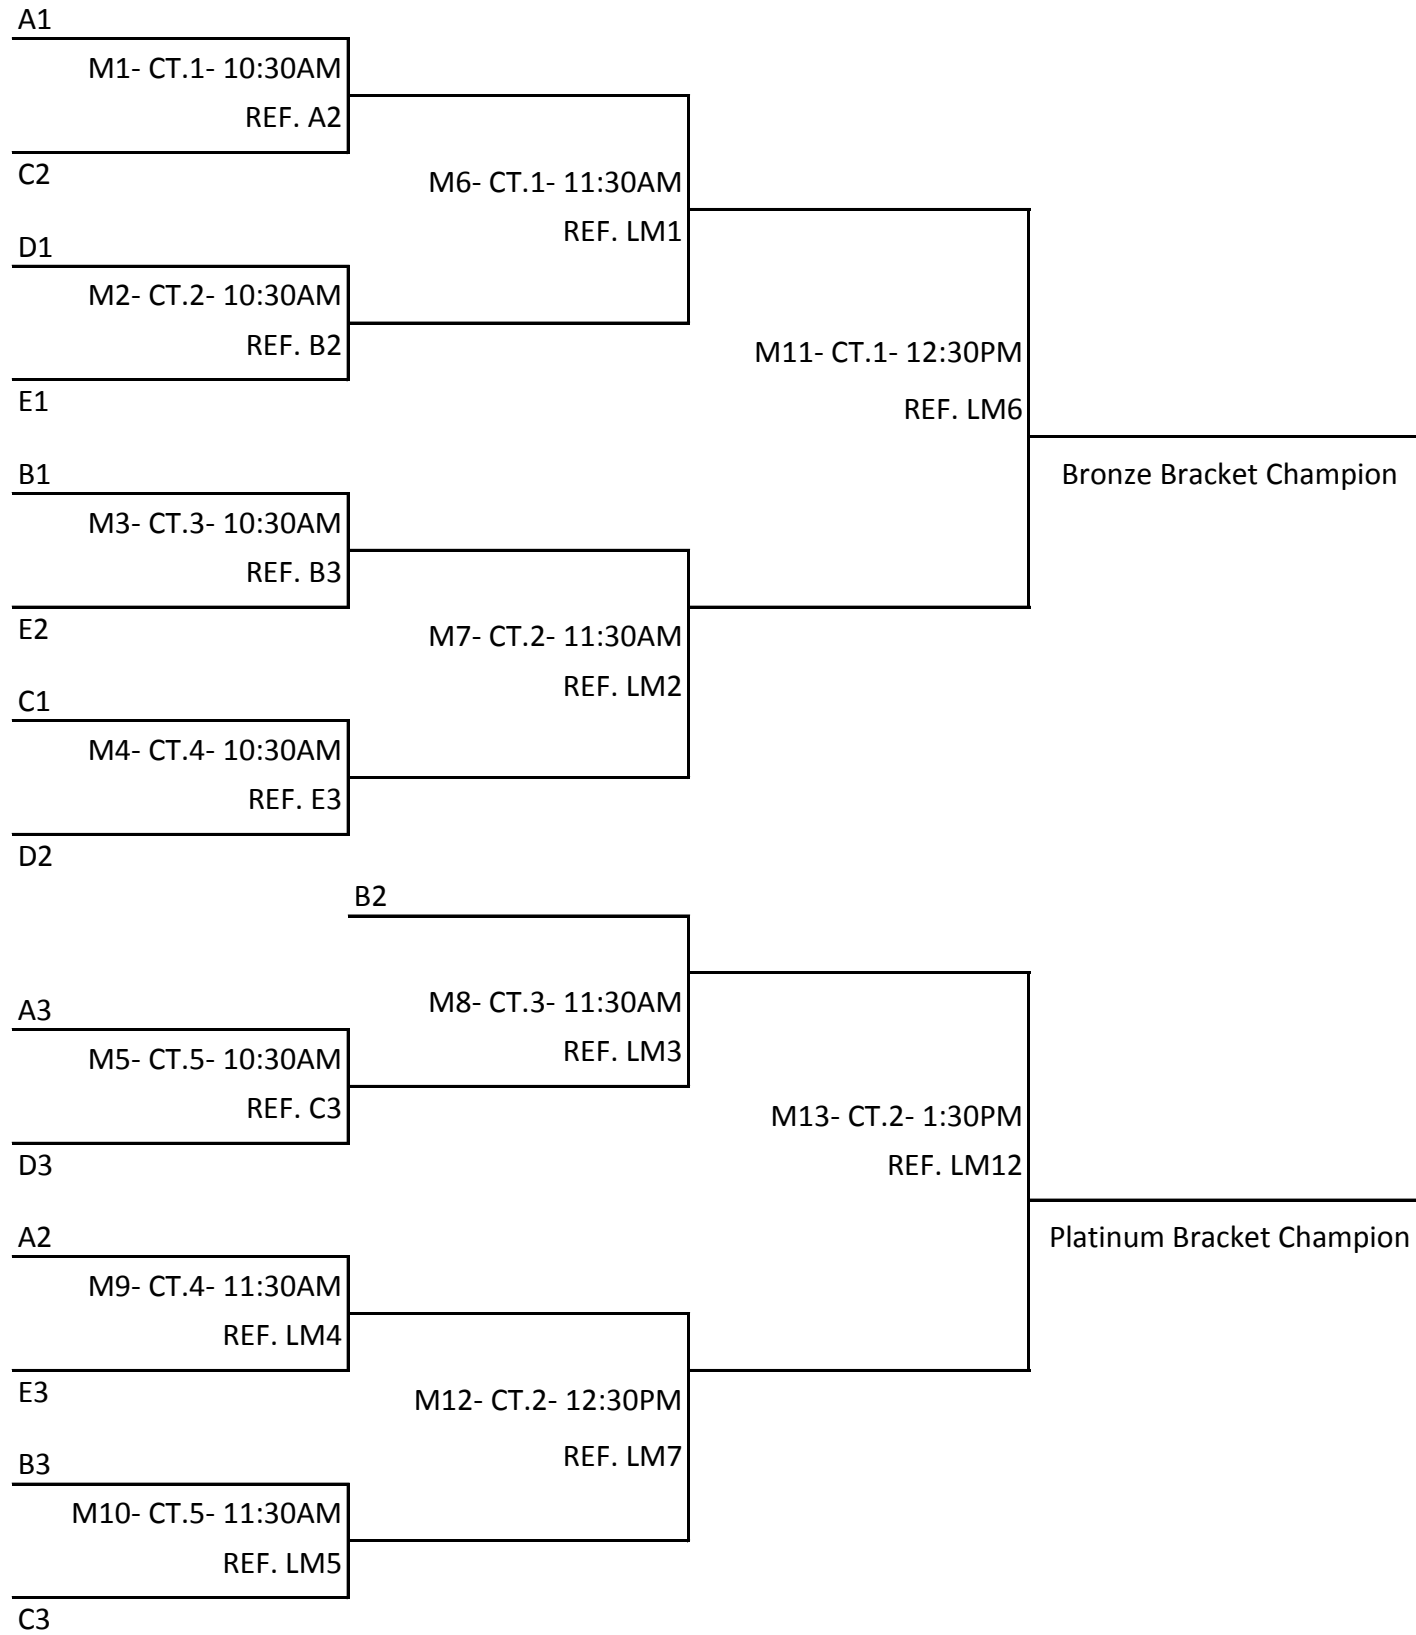 A1
M1- CT.1- 10:30AM
REF. A2
C2
M6- CT.1- 11:30AM
REF. LM1
D1
M2- CT.2- 10:30AM
REF. B2
E1
M11- CT.1- 12:30PM
REF. LM6
Bronze Bracket Champion
B1
M3- CT.3- 10:30AM
REF. B3
E2
M7- CT.2- 11:30AM
REF. LM2
C1
M4- CT.4- 10:30AM
REF. E3
D2
B2
M8- CT.3- 11:30AM
REF. LM3
A3
M5- CT.5- 10:30AM
REF. C3
D3
M13- CT.2- 1:30PM
REF. LM12
Platinum Bracket Champion
A2
M9- CT.4- 11:30AM
REF. LM4
E3
M12- CT.2- 12:30PM
REF. LM7
B3
M10- CT.5- 11:30AM
REF. LM5
C3